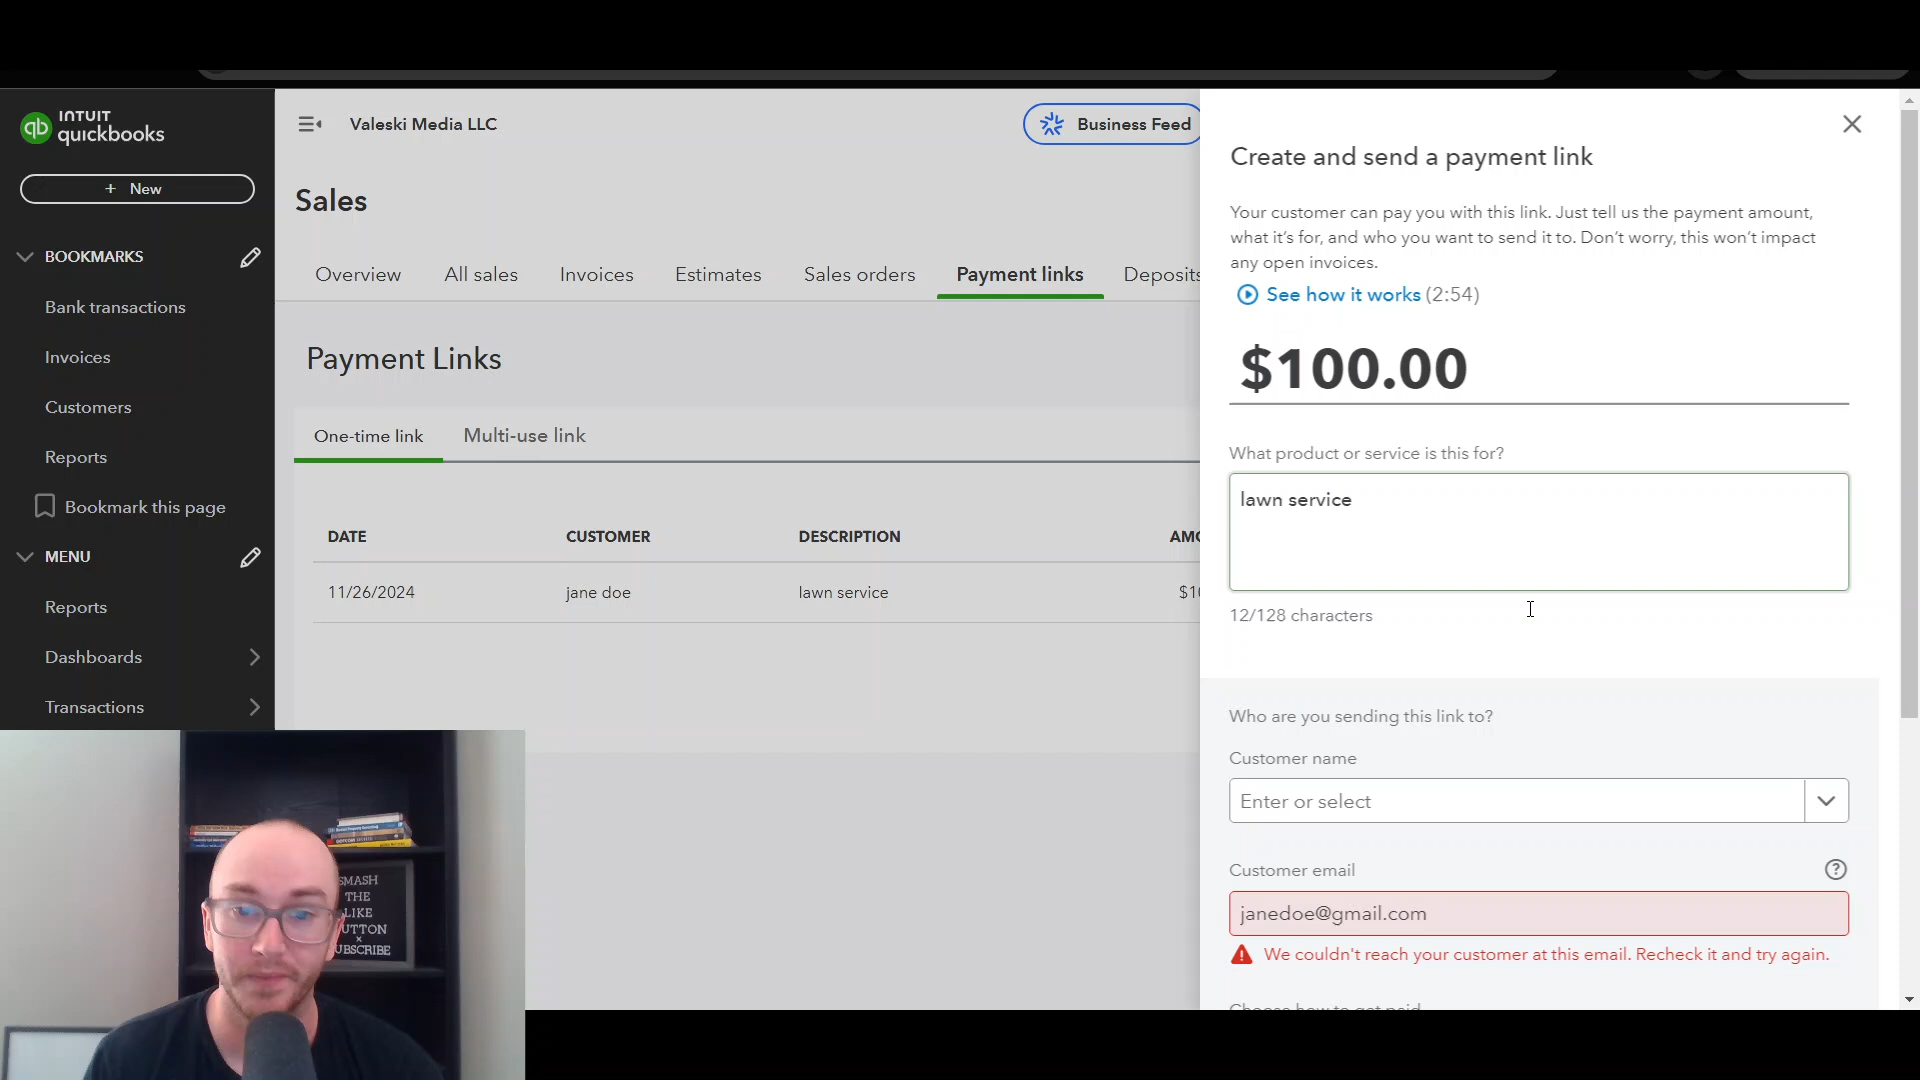 INTUIT
quickbooks
+ New
BOOKMARKS
Bank transactions
Invoices
Customers
Reports
Bookmark this page
MENU
Reports
Dashboards
Transactions
Valeski Media LLC
Business Feed
Sales
Overview
All sales
Invoices
Estimates
Sales orders
Payment links
Deposits
Payment Links
One-time link
Multi-use link
DATE
CUSTOMER
DESCRIPTION
11/26/2024
jane doe
lawn service
Create and send a payment link
Your customer can pay you with this link. Just tell us the payment amount,
what it's for, and who you want to send it to. Don't worry, this won't impact
any open invoices.
See how it works (2:54)
$100.00
What product or service is this for?
lawn service
12/128 characters
Who are you sending this link to?
Customer name
Enter or select
Customer email
janedoe@gmail.com
We couldn't reach your customer at this email. Recheck it and try again.
Choose how to get paid
SMASH
THE
LIKE
UTTON
×
UBSCRIBE